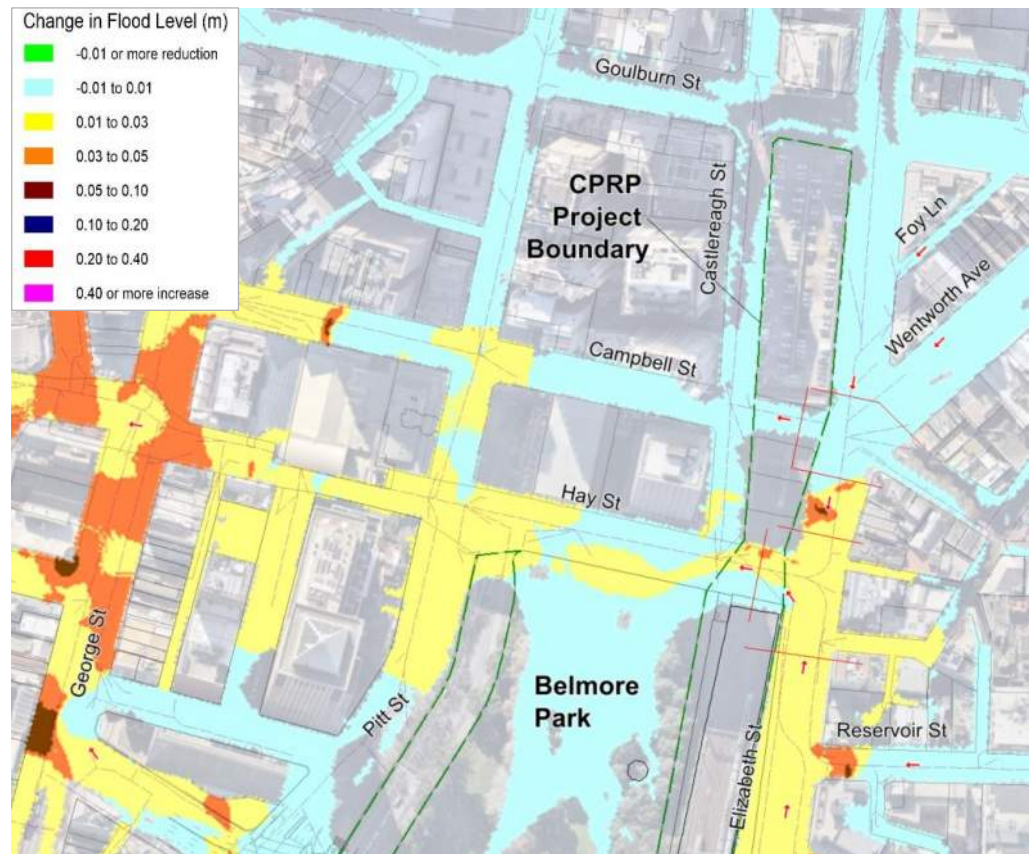 Change in Flood Level (m)
-0.01 or more reduction
-0.01 to 0.01
0.01 to 0.03
0.03 to 0.05
0.05 to 0.10
0.10 to 0.20
0.20 to 0.40
0.40 or more increase
Goulburn St
CPRP
Project
Boundary
Castlereagh St
Foy Ln
Wentworth Ave
Campbell St
Hay St
George St
Pitt St
Belmore
Park
Elizabeth St
Reservoir St